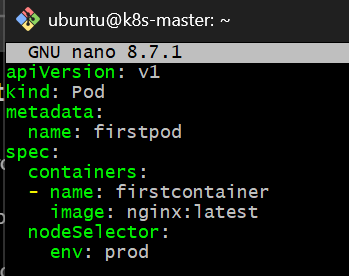 ubuntu@k8s-master: ~
GNU nano 8.7.1
apiVersion: v1
kind: Pod
metadata:
  name: firstpod
spec:
  containers:
  - name: firstcontainer
    image: nginx:latest
  nodeSelector:
    env: prod